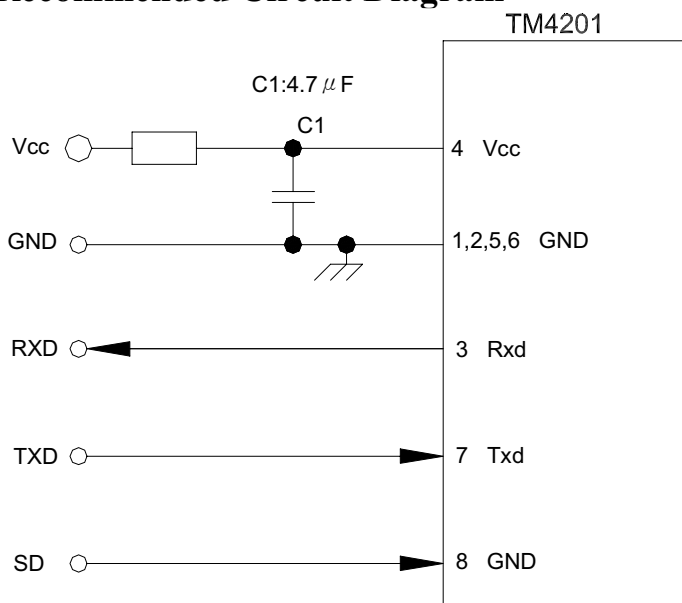 Recommended Circuit Diagram
TM4201
C1:4.7 μ F
C1
Vcc
4 Vcc
GND
1,2,5,6 GND
RXD
3 Rxd
TXD
7 Txd
SD
8 GND